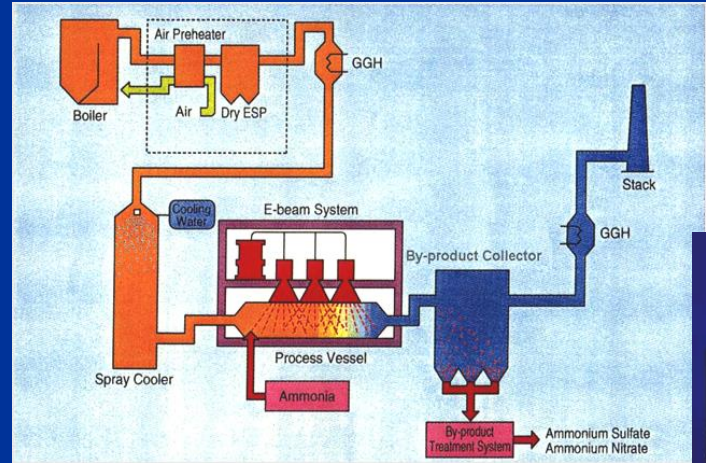 Air Preheater
GGH
Boiler
Air
Dry ESP
Stack
Cooling
Water
E-beam System
By-product Collector
GGH
Process Vessel
Spray Cooler
Ammonia
By-product
Treatment System
Ammonium Sulfate
Ammonium Nitrate